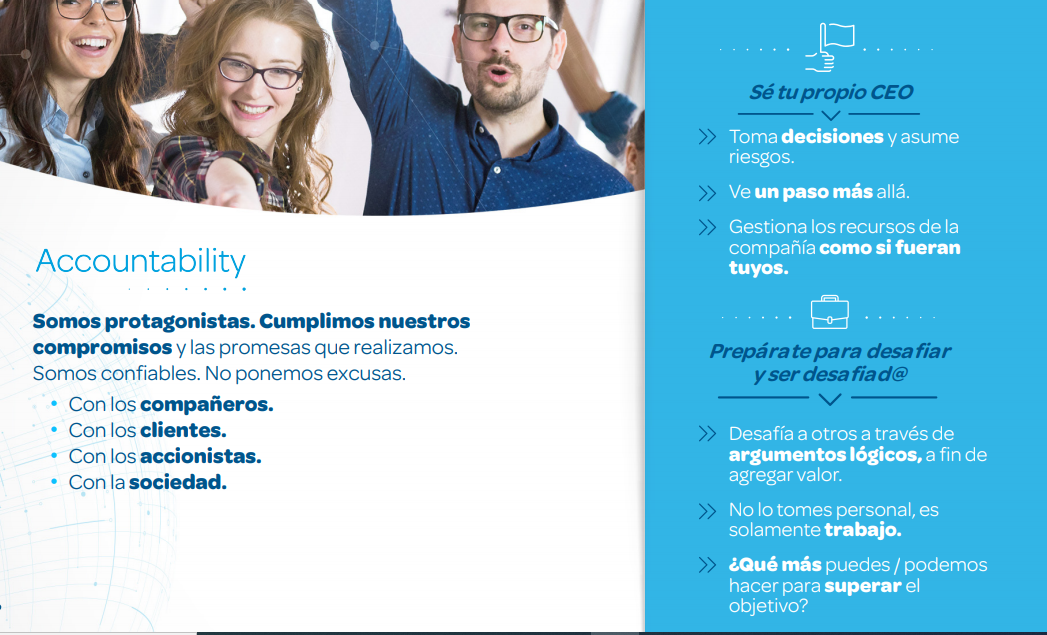 Accountability
Somos protagonistas. Cumplimos nuestros
compromisos y las promesas que realizamos.
Somos confiables. No ponemos excusas.
• Con los compañeros.
• Con los clientes.
• Con los accionistas.
• Con la sociedad.
Sé tu propio CEO
Toma decisiones y asume
riesgos.
Ve un paso más allá.
Gestiona los recursos de la
compañía como si fueran
tuyos.
Prepárate para desafiar
y ser desafiad@
Desafía a otros a través de
argumentos lógicos, a fin de
agregar valor.
No lo tomes personal, es
solamente trabajo.
¿Qué más puedes / podemos
hacer para superar el
objetivo?